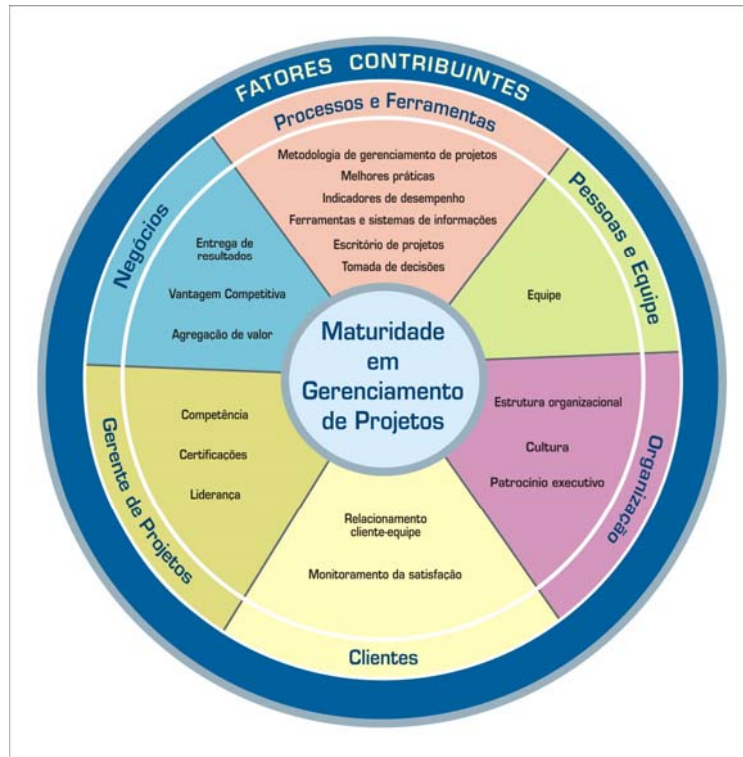 FATORES CONTRIBUINTES
Processos e Ferramentas
Metodologia de gerenciamento de projetos
Melhores práticas
Indicadores de desempenho
Ferramentas e sistemas de informações
Escritório de projetos
Tomada de decisões
Pessoas e Equipe
Equipe
Organização
Estrutura organizacional
Cultura
Patrocínio executivo
Clientes
Relacionamento
cliente-equipe
Monitoramento da satisfação
Gerente de Projetos
Competência
Certificações
Liderança
Negócios
Entrega de
resultados
Vantagem Competitiva
Agregação de valor
Maturidade
em
Gerenciamento
de Projetos